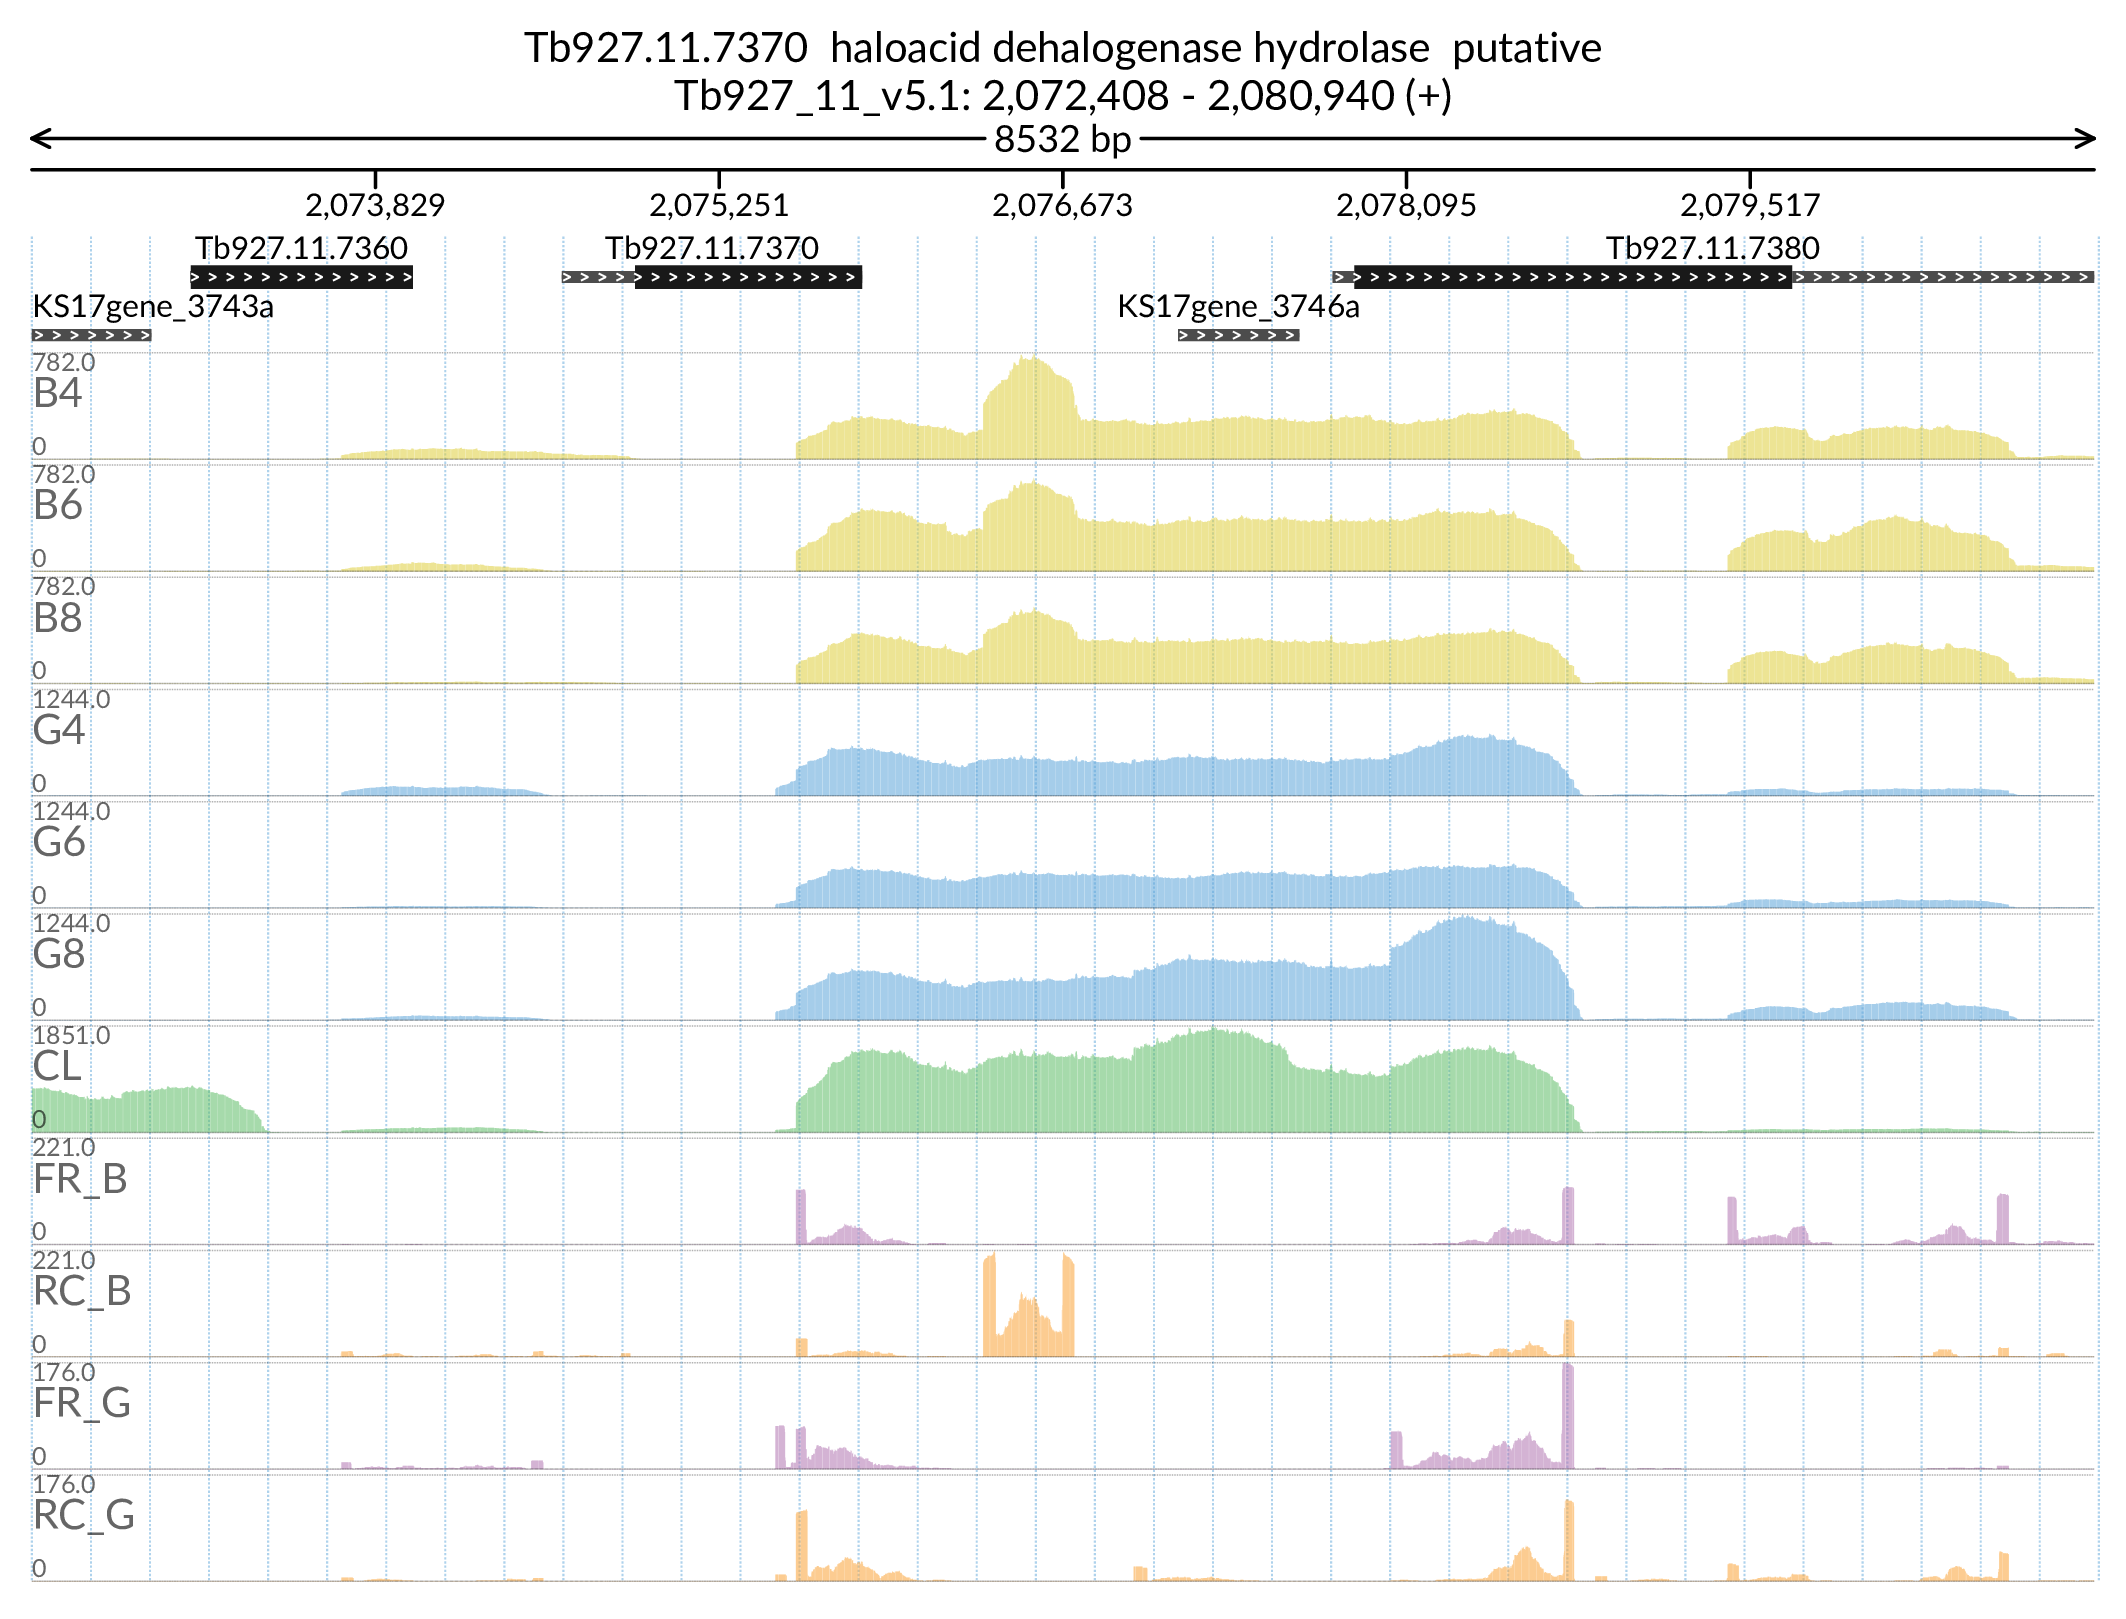 Tb927.11.7370 haloacid dehalogenase hydrolase putative
Tb927_11_v5.1: 2,072,408 - 2,080,940 (+)
8532 bp
2,073,829 2,075,251 2,076,673 2,078,095 2,079,517
Tb927.11.7360 Tb927.11.7370 Tb927.11.7380
KS17gene_3743a KS17gene_3746a
782.0
B4
0
782.0
B6
0
782.0
B8
0
1244.0
G4
0
1244.0
G6
0
1244.0
G8
0
1851.0
CL
0
221.0
FR_B
0
221.0
RC_B
0
176.0
FR_G
0
176.0
RC_G
0